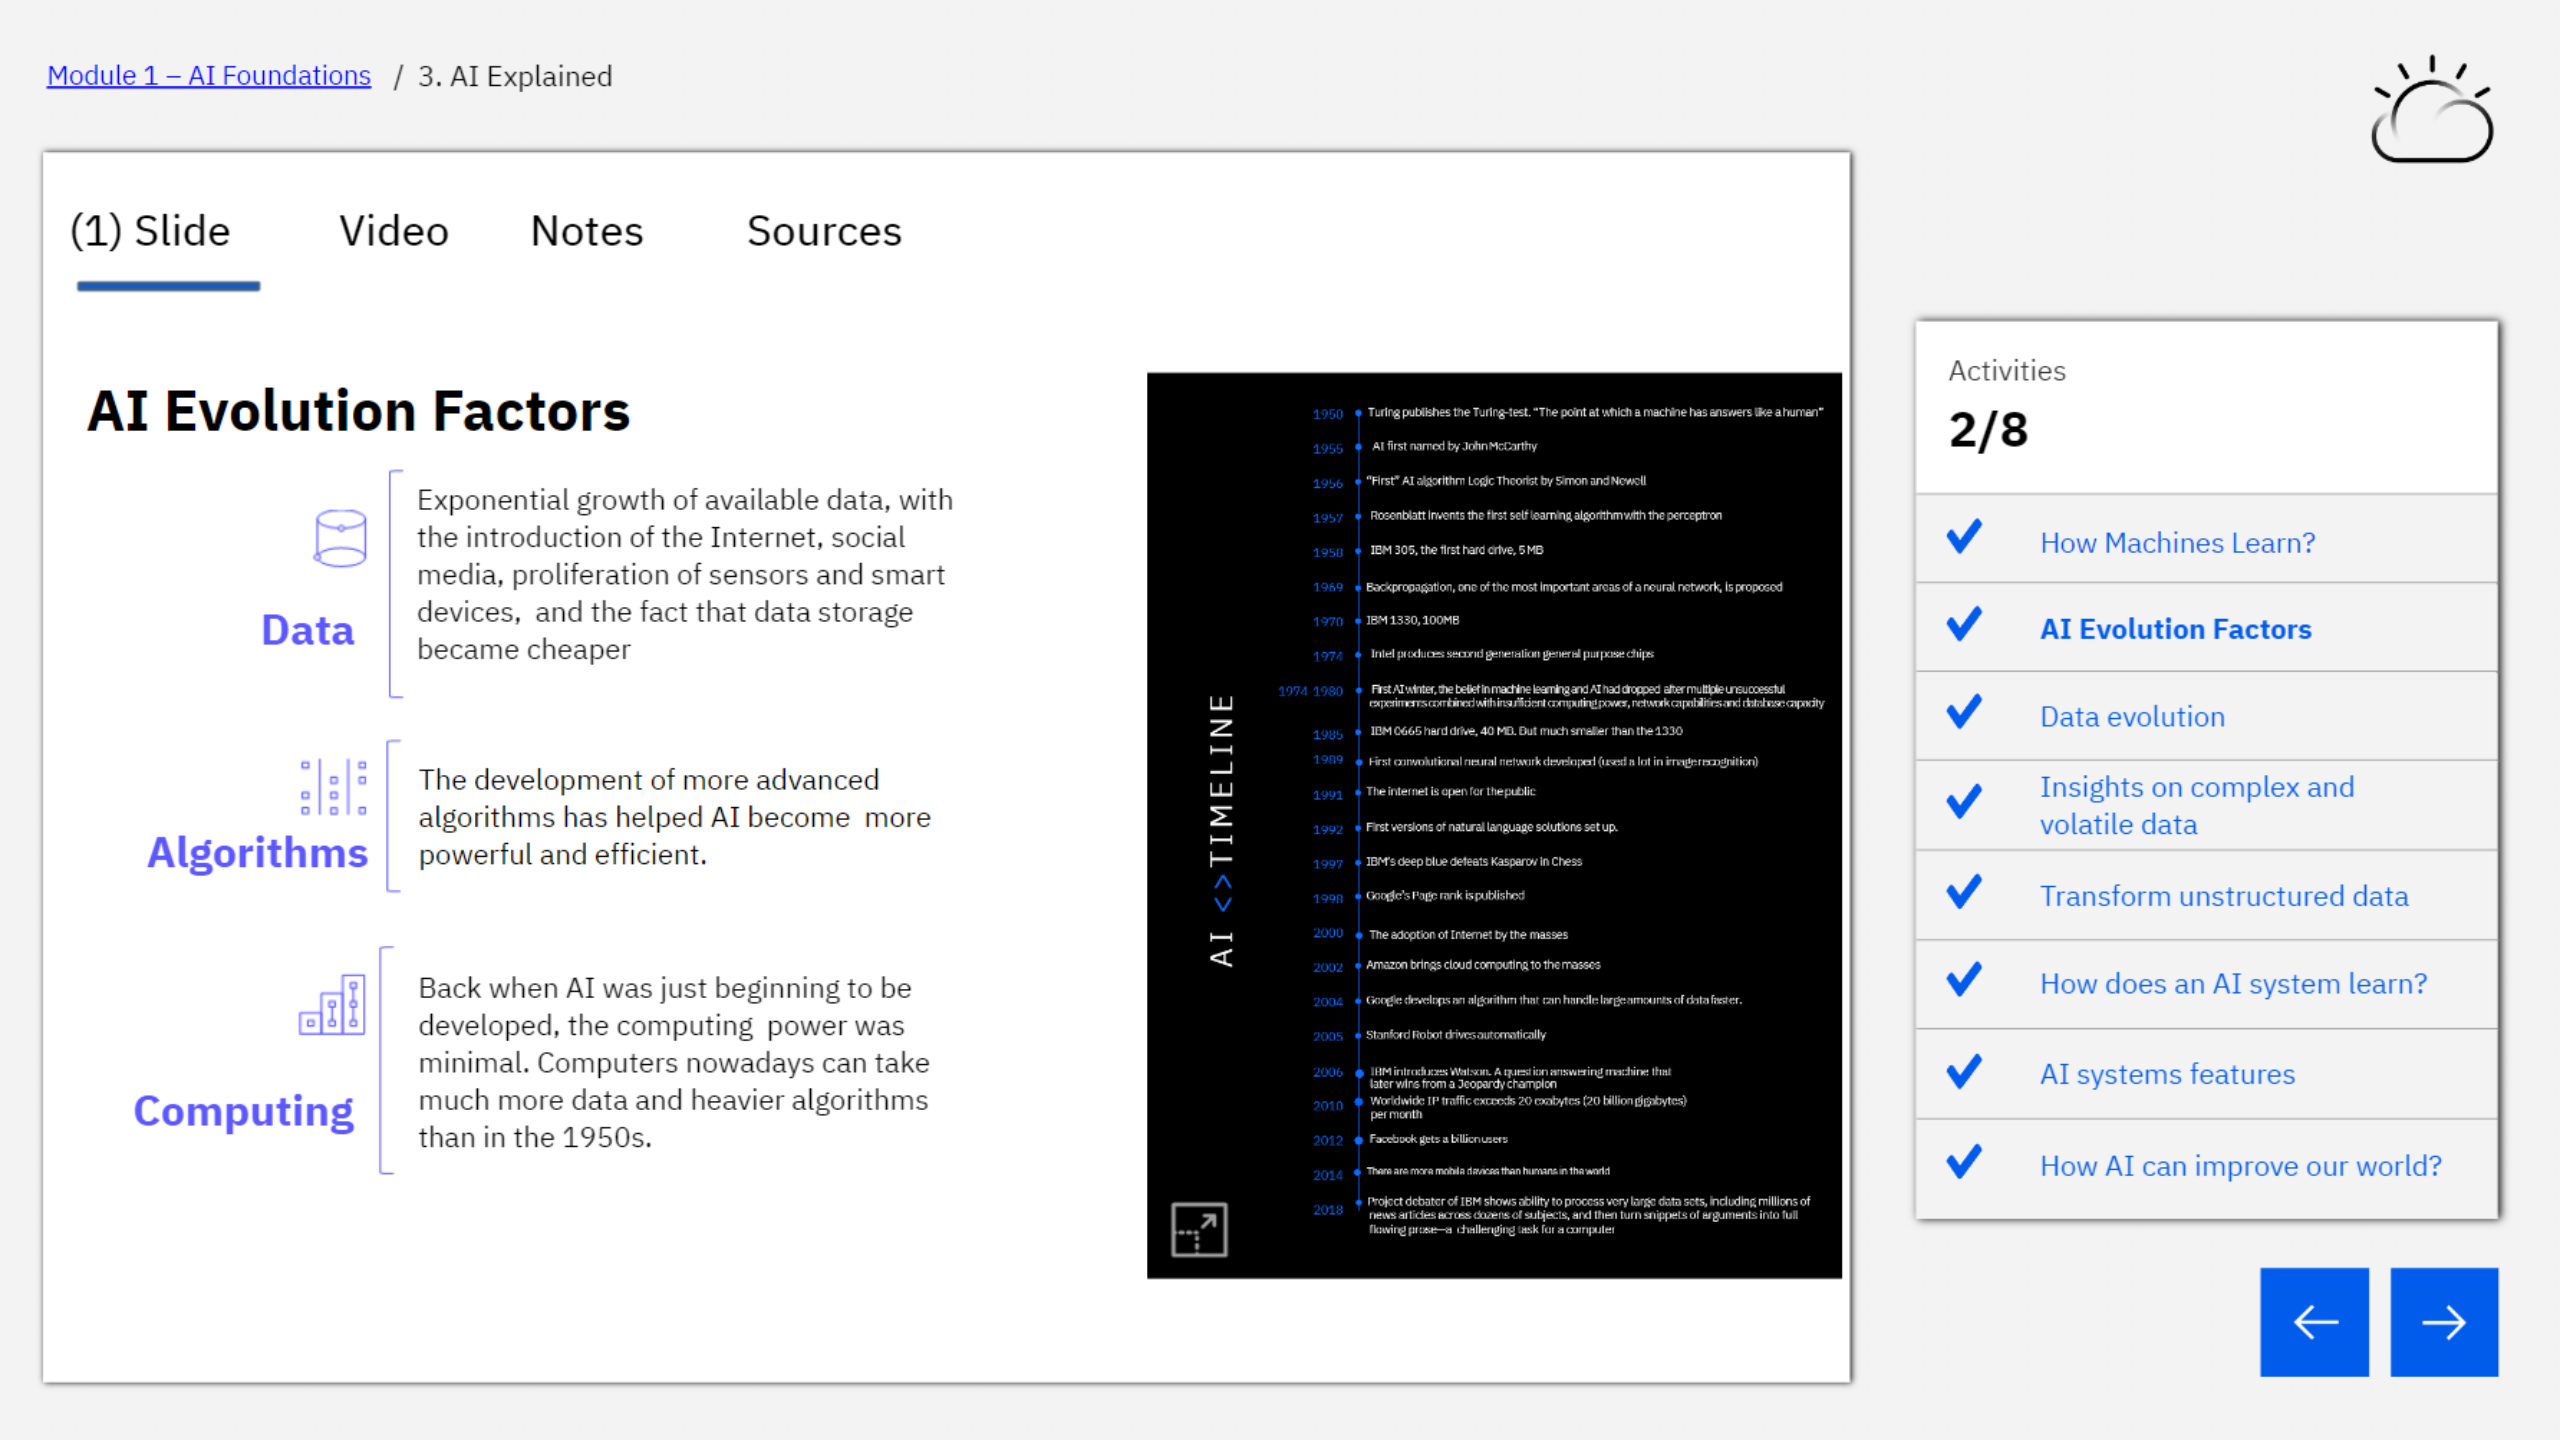 Module 1 – AI Foundations / 3. AI Explained
(1) Slide Video Notes Sources
AI Evolution Factors
Data
Exponential growth of available data, with
the introduction of the Internet, social
media, proliferation of sensors and smart
devices, and the fact that data storage
became cheaper
Algorithms
The development of more advanced
algorithms has helped AI become more
powerful and efficient.
Computing
Back when AI was just beginning to be
developed, the computing power was
minimal. Computers nowadays can take
much more data and heavier algorithms
than in the 1950s.
AI <> TIMELINE
1950 Turing publishes the Turing-test. “The point at which a machine has answers like a human”
1955 AI first named by John McCarthy
1956 “First” AI algorithm Logic Theorist by Simon and Newell
1957 Rosenblatt invents the first self learning algorithm with the perceptron
1958 IBM 305, the first hard drive, 5 MB
1969 Backpropagation, one of the most important areas of a neural network, is proposed
1970 IBM 1330, 100MB
1974 Intel produces second generation general purpose chips
1974 1980 First AI winter, the belief in machine learning and AI had dropped after multiple unsuccessful
experiments combined with insufficient computing power, network capabilities and database capacity
1985 IBM 0665 hard drive, 40 MB. But much smaller than the 1330
1989 First convolutional neural network developed (used a lot in image recognition)
1991 The internet is open for the public
1992 First versions of natural language solutions set up.
1997 IBM's deep blue defeats Kasparov in Chess
1998 Google's Page rank is published
2000 The adoption of Internet by the masses
2002 Amazon brings cloud computing to the masses
2004 Google develops an algorithm that can handle large amounts of data faster.
2005 Stanford Robot drives automatically
2006 IBM introduces Watson. A question answering machine that
later wins from a Jeopardy champion
2010 Worldwide IP traffic exceeds 20 exabytes (20 billion gigabytes)
per month
2012 Facebook gets a billion users
2014 There are more mobile devices than humans in the world
2018 Project debater of IBM shows ability to process very large data sets, including millions of
news articles across dozens of subjects, and then turn snippets of arguments into full
flowing prose—a challenging task for a computer
Activities
2/8
How Machines Learn?
AI Evolution Factors
Data evolution
Insights on complex and
volatile data
Transform unstructured data
How does an AI system learn?
AI systems features
How AI can improve our world?